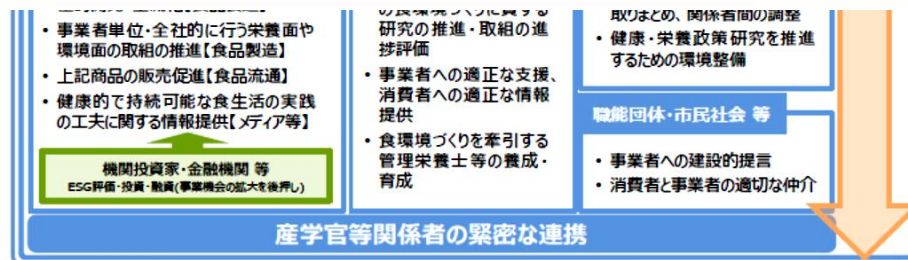 ・事業者単位・全社的に行う栄養面や
環境面の取組の推進【食品製造】
・上記商品の販売促進【食品流通】
・健康的で持続可能な食生活の実践
の工夫に関する情報提供【メディア等】
機関投資家・金融機関 等
ESG評価・投資・融資(事業機会の拡大を後押し)
の食環境づくりに資する
研究の推進・取組の進
捗評価
・事業者への適正な支援、
消費者への適正な情報
提供
・食環境づくりを牽引する
管理栄養士等の養成・
育成
取りまとめ、関係者間の調整
・健康・栄養政策研究を推進
するための環境整備
職能団体・市民社会 等
・事業者への建設的提言
・消費者と事業者の適切な仲介
産学官等関係者の緊密な連携